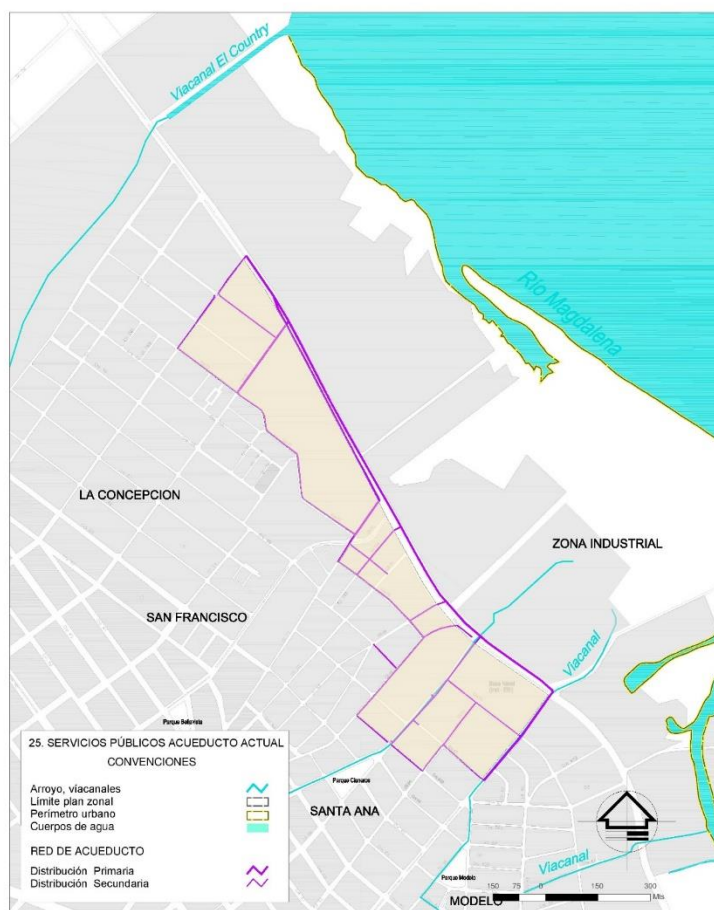 Viacanal El Country
Rio Magdalena
LA CONCEPCION
ZONA INDUSTRIAL
SAN FRANCISCO
Viacanal
Parque Bellavista
25. SERVICIOS PÚBLICOS ACUEDUCTO ACTUAL
CONVENCIONES
Arroyo, viacanales
Límite plan zonal
Perímetro urbano
Cuerpos de agua
RED DE ACUEDUCTO
Distribución Primaria
Distribución Secundaria
Parque Cisneros
SANTA ANA
Parque Modelo
MODELO
Viacanal
150 75 0 150 300
Mts